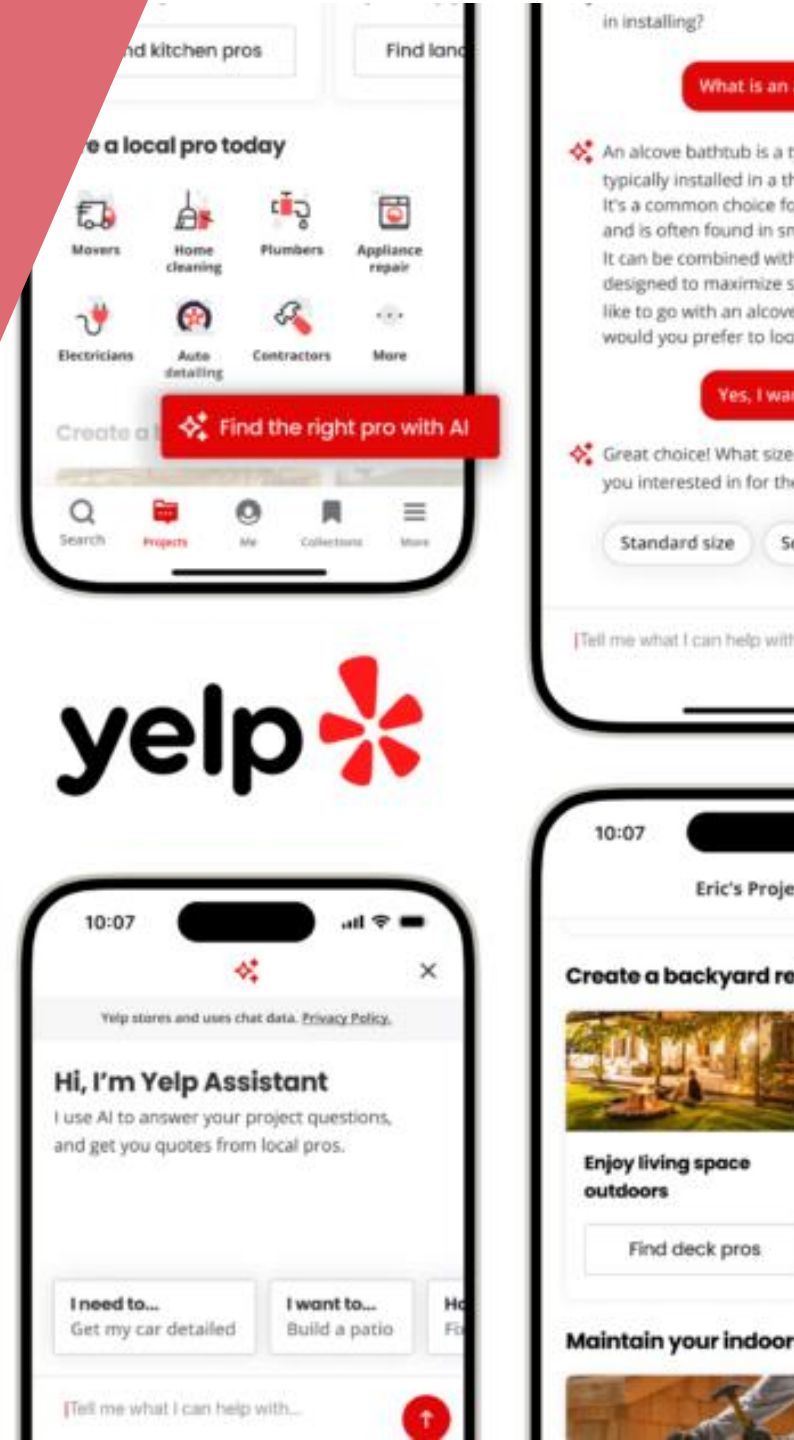 nd kitchen pros
Find land
e a local pro today
Movers
Home
cleaning
Plumbers
Appliance
repair
Electricians
Auto
detailing
Contractors
More
Create a
Find the right pro with AI
Search
Projects
Me
Collections
More
yelp
10:07
Yelp stores and uses chat data. Privacy Policy.
Hi, I'm Yelp Assistant
I use AI to answer your project questions,
and get you quotes from local pros.
I need to...
Get my car detailed
I want to...
Build a patio
Ho
Fix
Tell me what I can help with...
in installing?
What is an
An alcove bathtub is a t
typically installed in a th
It's a common choice fo
and is often found in sm
It can be combined with
designed to maximize s
like to go with an alcove
would you prefer to loo
Yes, I wan
Great choice! What size
you interested in for the
Standard size
Tell me what I can help with
10:07
Eric's Proje
Create a backyard re
Enjoy living space
outdoors
Find deck pros
Maintain your indoor